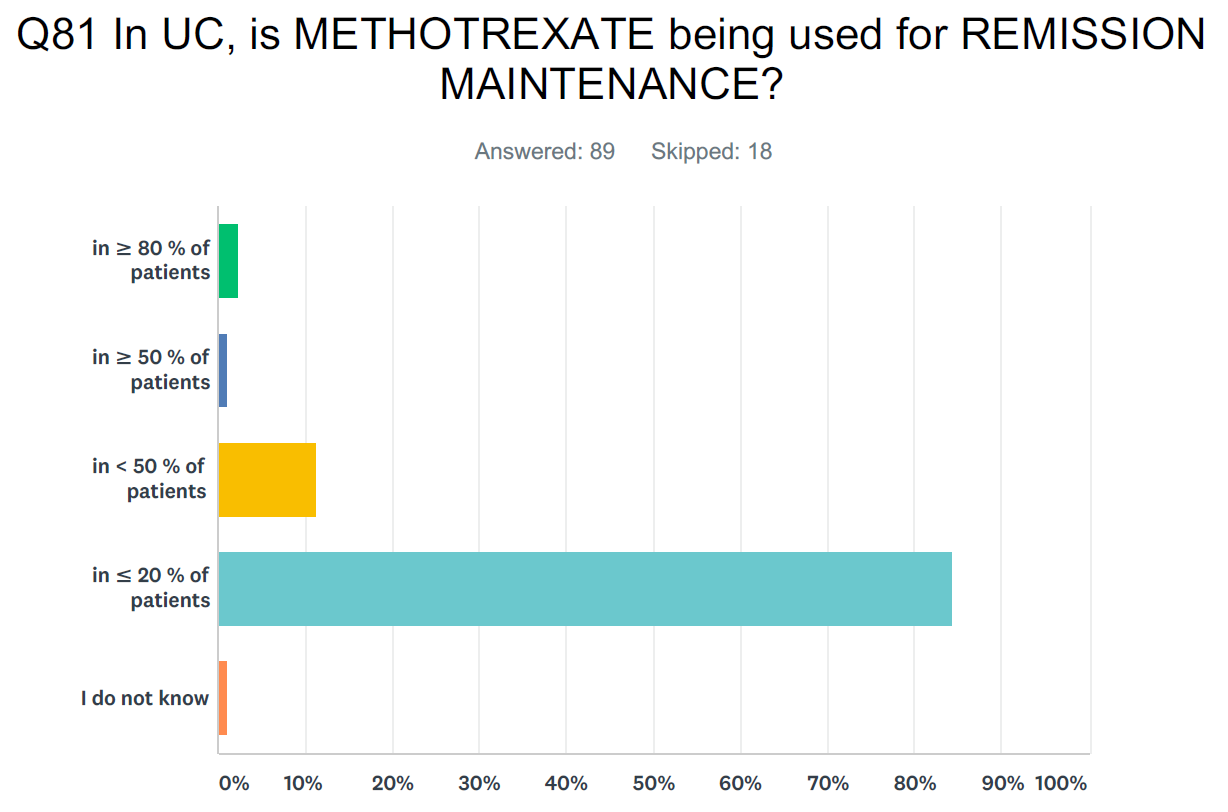 Q81 In UC, is METHOTREXATE being used for REMISSION
MAINTENANCE?
Answered: 89 Skipped: 18
in ≥ 80 % of
patients
in ≥ 50 % of
patients
in < 50 % of
patients
in ≤ 20 % of
patients
I do not know
0% 10% 20% 30% 40% 50% 60% 70% 80% 90% 100%